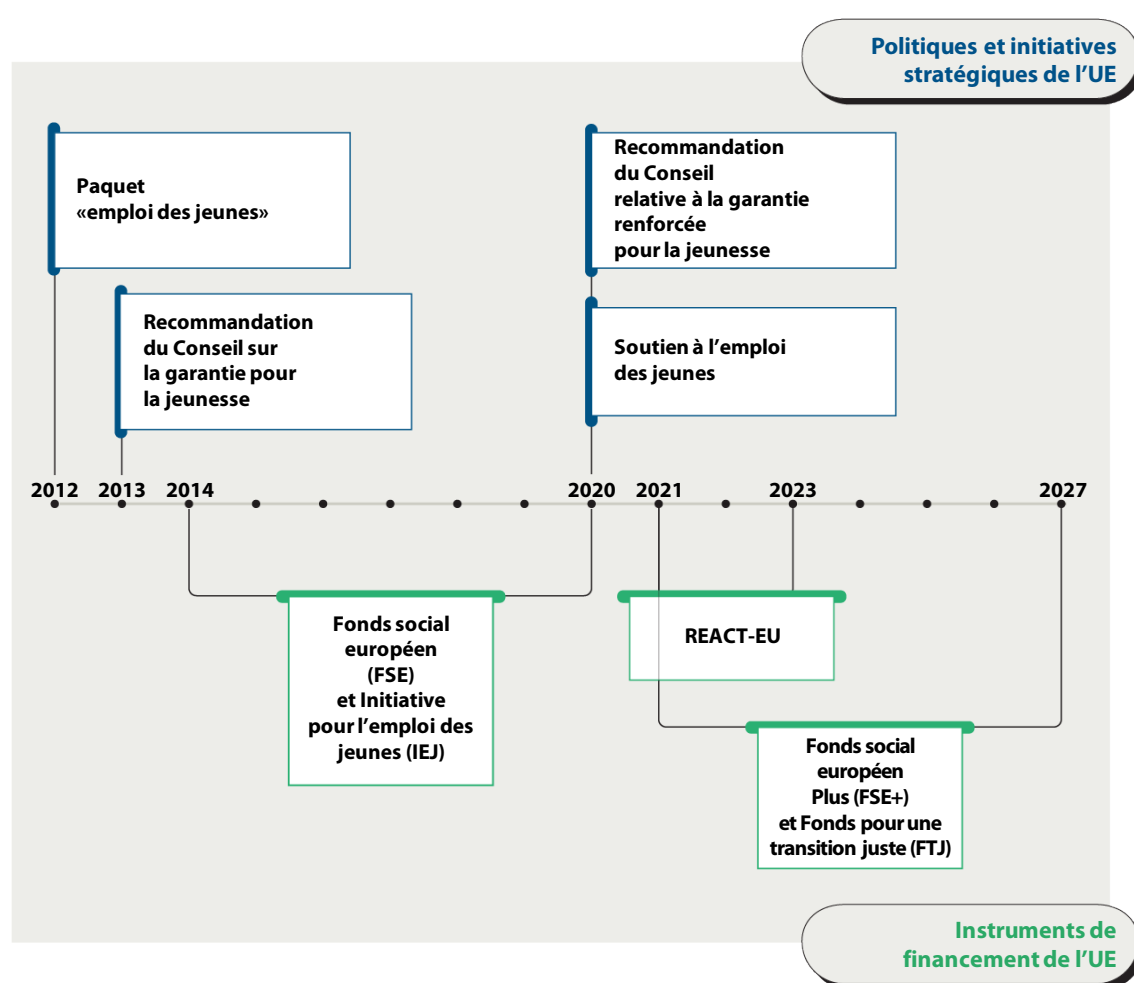 Politiques et initiatives
stratégiques de l’UE
Paquet
«emploi des jeunes»
Recommandation
du Conseil sur
la garantie pour
la jeunesse
Recommandation
du Conseil
relative à la garantie
renforcée
pour la jeunesse
Soutien à l’emploi
des jeunes
2012 2013 2014 2020 2021 2023 2027
Fonds social
européen
(FSE)
et Initiative
pour l’emploi des
jeunes (IEJ)
REACT-EU
Fonds social
européen
Plus (FSE+)
et Fonds pour une
transition juste (FTJ)
Instruments de
financement de l’UE